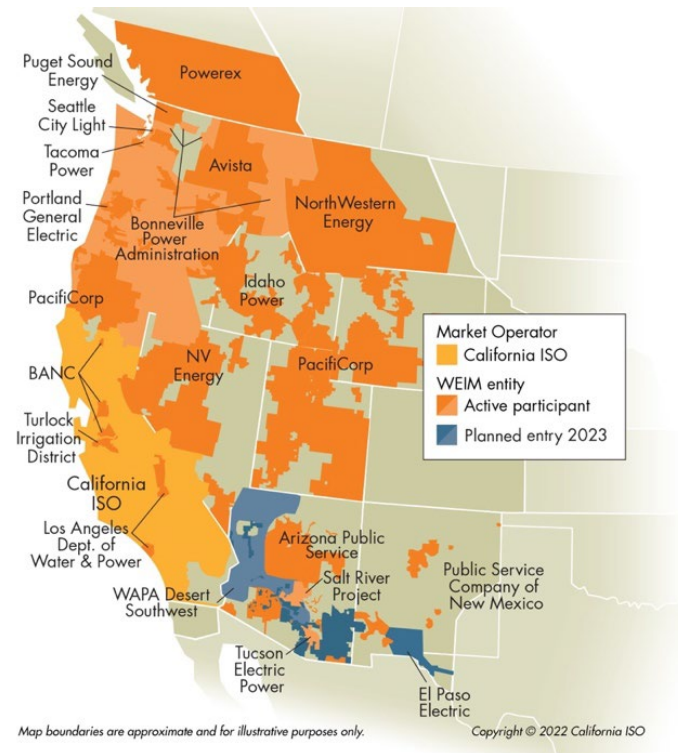 Powerex
Puget Sound
Energy
Seattle
City Light
Tacoma
Power
Avista
Portland
General
Electric
Bonneville
Power
Administration
NorthWestern
Energy
PacifiCorp
Idaho
Power
Market Operator
California ISO
WEIM entity
Active participant
Planned entry 2023
BANC
NV
Energy
PacifiCorp
Turlock
Irrigation
District
California
ISO
Los Angeles
Dept. of
Water & Power
Arizona Public
Service
WAPA Desert
Southwest
Salt River
Project
Public Service
Company of
New Mexico
Tucson
Electric
Power
El Paso
Electric
Map boundaries are approximate and for illustrative purposes only.
Copyright © 2022 California ISO